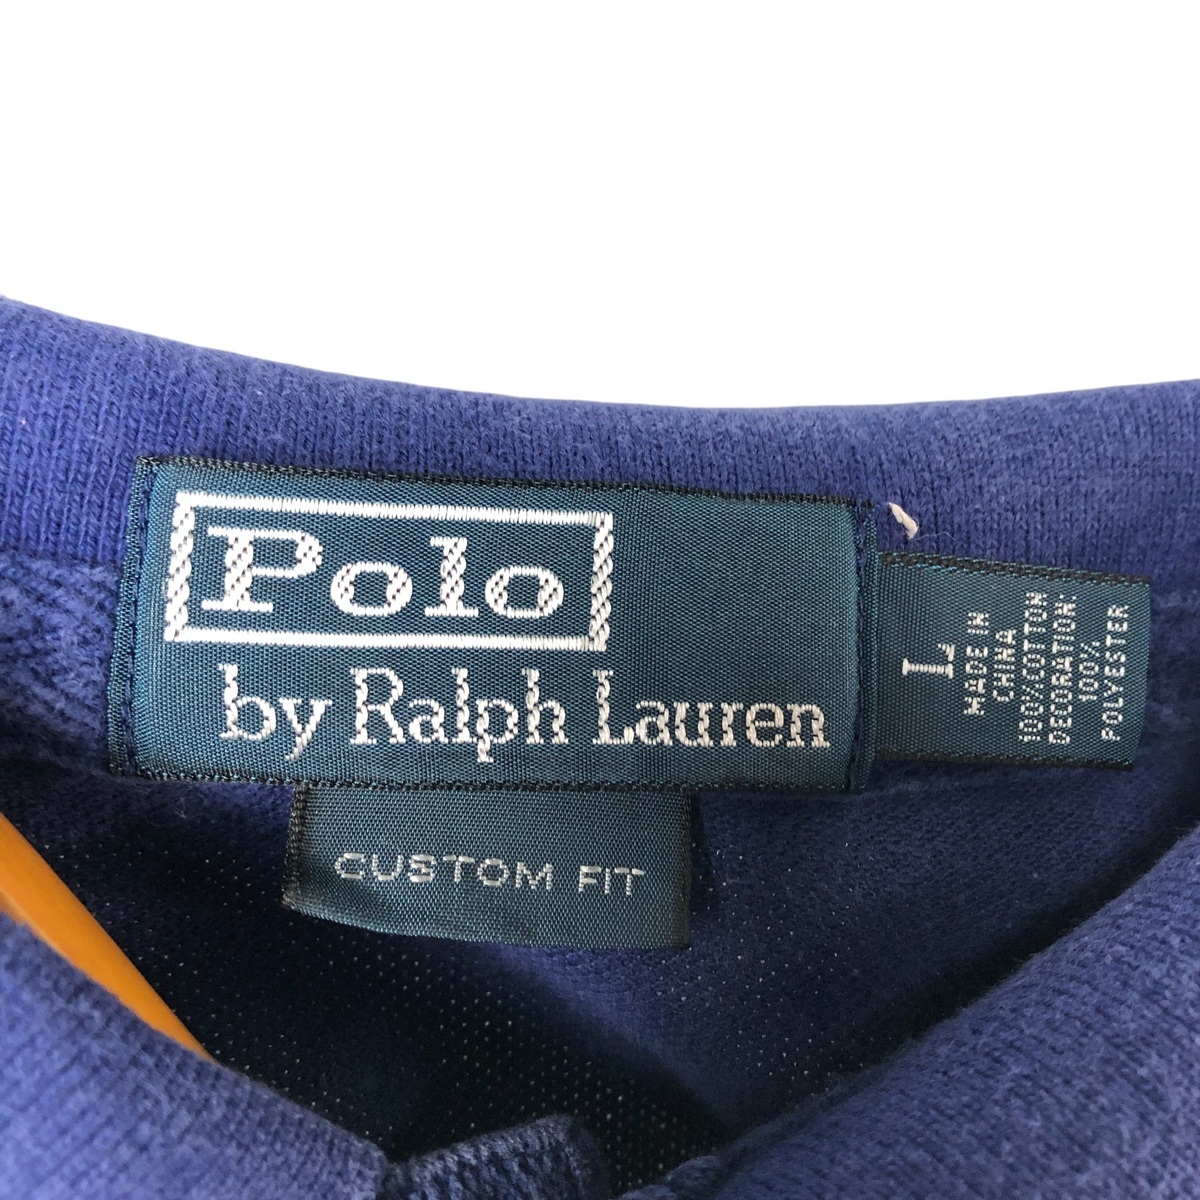 Polo
by Ralph Lauren
CUSTOM FIT
L
MADE IN
CHINA
100%COTTON
DECORATION:
100%
POLYESTER